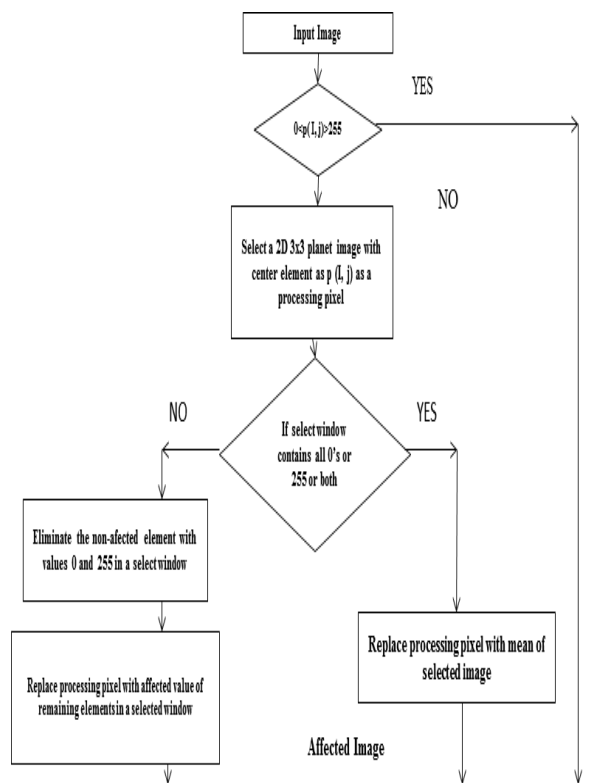 Input Image
YES
0<p(I,j)>255
NO
Select a 2D 3x3 planet image with
center element as p (I, j) as a
processing pixel
NO
YES
If select window
contains all 0's or
255 or both
Eliminate the non-afected element with
values 0 and 255 in a select window
Replace processing pixel with mean of
selected image
Replace processing pixel with affected value of
remaining elements in a selected window
Affected Image